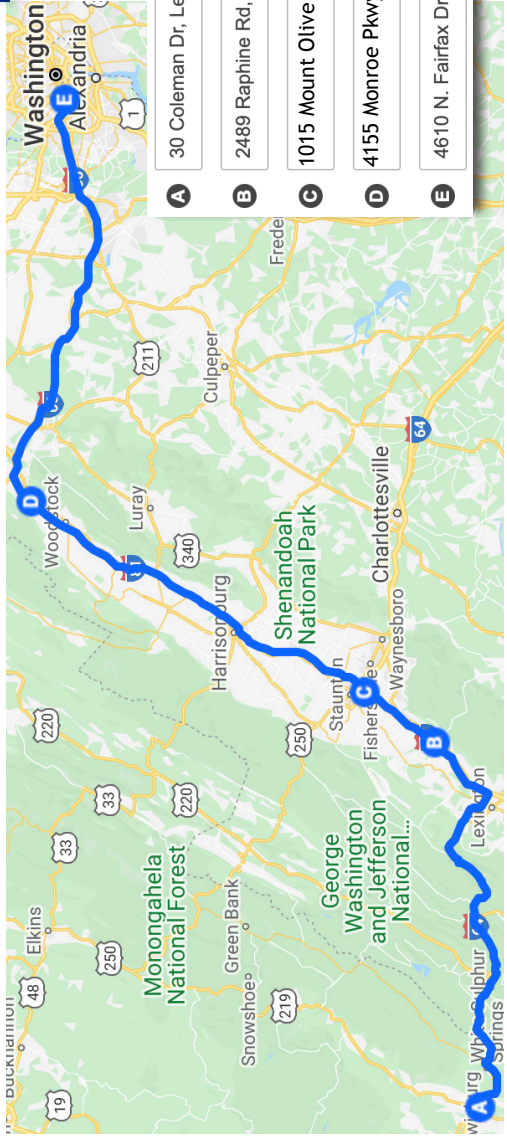 Buckhannon
48
Elkins
33
220
Woodstock
D
Washington
19
250
33
Luray
211
E
Alexandria
Monongahela
National Forest
220
81
340
Harrisonburg
Culpeper
1
Snowshoe
Green Bank
219
250
Shenandoah
National Park
Frede
George
Washington
and Jefferson
National...
Staunton
Charlottesville
Waynesboro
64
C
B
A
White Sulphur
Springs
Lexington
A 30 Coleman Dr, Le
B 2489 Raphine Rd,
C 1015 Mount Olive
D 4155 Monroe Pkwy
E 4610 N. Fairfax Dr